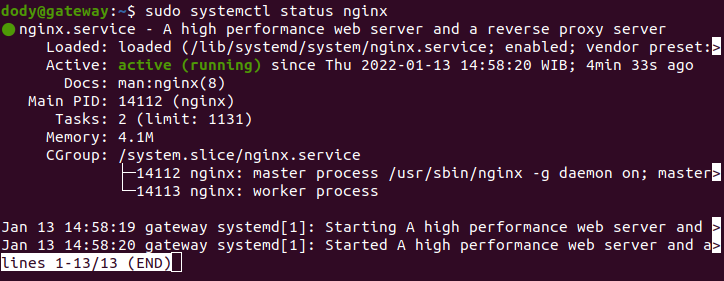 dody@gateway:~$ sudo systemctl :status nginx
●nginx.service - A high performance web server and a reverse proxy server
Loaded: loaded (/lib/systemd/system/nginx.service; enabled; vendor preset:>
Active: active (running) since Thu 2022-01-13 14:58:20 WIB; 4min 33s ago
Docs: man:nginx(8)
Main PID: 14112 (nginx)
Tasks: 2 (limit: 1131)
Memory: 4.1M
CGroup: /system.slice/nginx.service
├─14112 nginx: master process /usr/sbin/nginx -g daemon on; master>
└─14113 nginx: worker process
Jan 13 14:58:19 gateway systemd[1]: Starting A high performance web server and >
Jan 13 14:58:20 gateway systemd[1]: Started A high performance web server and a>
lines 1-13/13 (END)